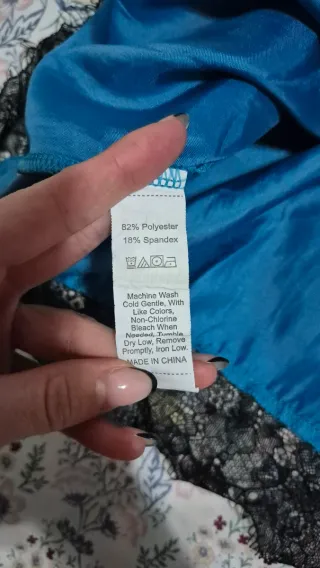 82% Polyester
18% Spandex
Machine Wash
Cold Gentle, With
Like Colors,
Non-Chlorine
Bleach When
Needed, Tumble
Dry Low, Remove
Promptly, Iron Low.
MADE IN CHINA